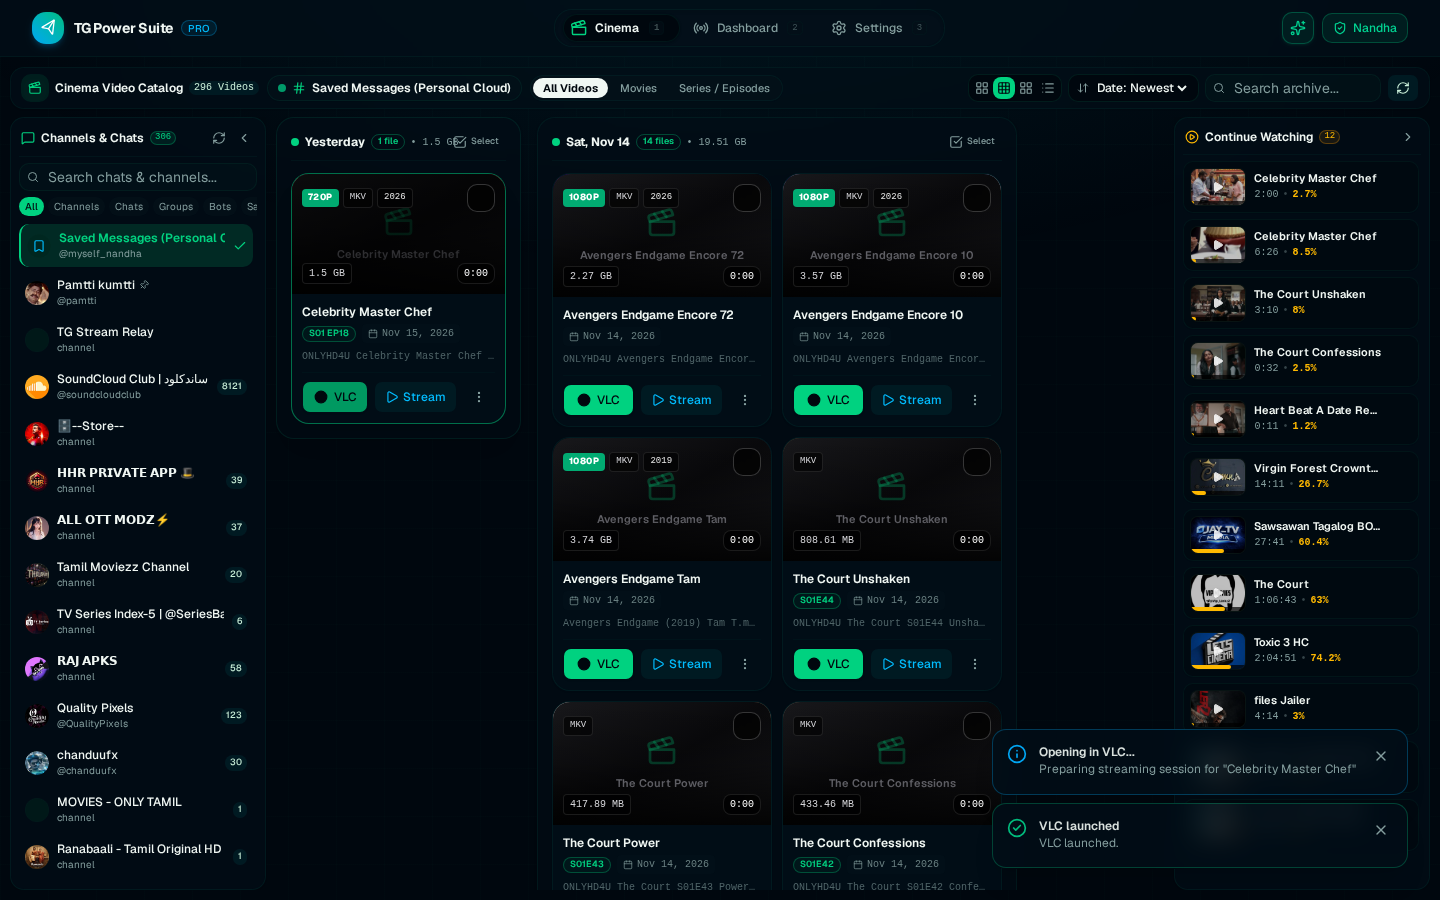 TG Power Suite PRO
Cinema 1 Dashboard 2 Settings 3
Nandha
Cinema Video Catalog 296 Videos
# Saved Messages (Personal Cloud)
All Videos Movies Series / Episodes
Date: Newest
Search archive...
Channels & Chats 366
Search chats & channels...
All Channels Chats Groups Bots Sa
Saved Messages (Personal C
@myself_nandha
Pamtti kumtti
@pamtti
TG Stream Relay
channel
SoundCloud Club | ساندکلود 8121
@soundcloudclub
--Store--
channel
HHR PRIVATE APP 🎩 39
channel
ALL OTT MODZ⚡ 37
channel
Tamil Moviezz Channel 20
channel
TV Series Index-5 | @SeriesBa 6
channel
RAJ APKS 58
channel
Quality Pixels 123
@QualityPixels
chanduufx 30
@chanduufx
MOVIES - ONLY TAMIL 1
channel
Ranabaali - Tamil Original HD 1
channel
Yesterday 1 file • 1.5 Select
720P MKV 2026
Celebrity Master Chef
1.5 GB 0:00
Celebrity Master Chef
S01 EP18 Nov 15, 2026
ONLYHD4U Celebrity Master Chef …
VLC Stream
Sat, Nov 14 14 files • 19.51 GB Select
1080P MKV 2026
Avengers Endgame Encore 72
2.27 GB 0:00
Avengers Endgame Encore 72
Nov 14, 2026
ONLYHD4U Avengers Endgame Encor…
VLC Stream
1080P MKV 2026
Avengers Endgame Encore 10
3.57 GB 0:00
Avengers Endgame Encore 10
Nov 14, 2026
ONLYHD4U Avengers Endgame Encor…
VLC Stream
1080P MKV 2019
Avengers Endgame Tam
3.74 GB 0:00
Avengers Endgame Tam
Nov 14, 2026
Avengers Endgame (2019) Tam T.m…
VLC Stream
MKV
The Court Unshaken
808.61 MB 0:00
The Court Unshaken
S01E44 Nov 14, 2026
ONLYHD4U The Court S01E44 Unsha…
VLC Stream
MKV
The Court Power
417.89 MB 0:00
The Court Power
S01E43 Nov 14, 2026
ONLYHD4U The Court S01E43 Power…
MKV
The Court Confessions
433.46 MB 0:00
The Court Confessions
S01E42 Nov 14, 2026
ONLYHD4U The Court S01E42 Confe…
Continue Watching 12
Celebrity Master Chef
2:00 • 2.7%
Celebrity Master Chef
6:26 • 8.5%
The Court Unshaken
3:10 • 8%
The Court Confessions
0:32 • 2.5%
Heart Beat A Date Re…
0:11 • 1.2%
Virgin Forest Crownt…
14:11 • 26.7%
Sawsawan Tagalog BO…
27:41 • 60.4%
The Court
1:06:43 • 63%
Toxic 3 HC
2:04:51 • 74.2%
files Jailer
4:14 • 3%
Opening in VLC...
Preparing streaming session for "Celebrity Master Chef"
VLC launched
VLC launched.